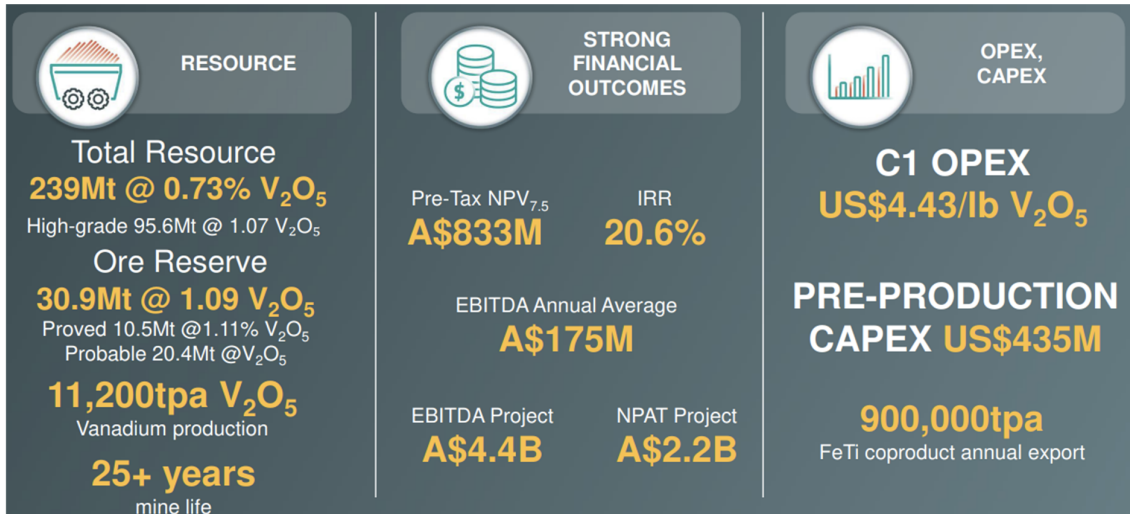 RESOURCE
Total Resource
239Mt @ 0.73% V₂O₅
High-grade 95.6Mt @ 1.07 V₂O₅
Ore Reserve
30.9Mt @ 1.09 V₂O₅
Proved 10.5Mt @1.11% V₂O₅
Probable 20.4Mt @V₂O₅
11,200tpa V₂O₅
Vanadium production
25+ years
mine life
STRONG
FINANCIAL
OUTCOMES
$
Pre-Tax NPV₇.₅
A$833M
IRR
20.6%
EBITDA Annual Average
A$175M
EBITDA Project
A$4.4B
NPAT Project
A$2.2B
OPEX,
CAPEX
C1 OPEX
US$4.43/lb V₂O₅
PRE-PRODUCTION
CAPEX US$435M
900,000tpa
FeTi coproduct annual export